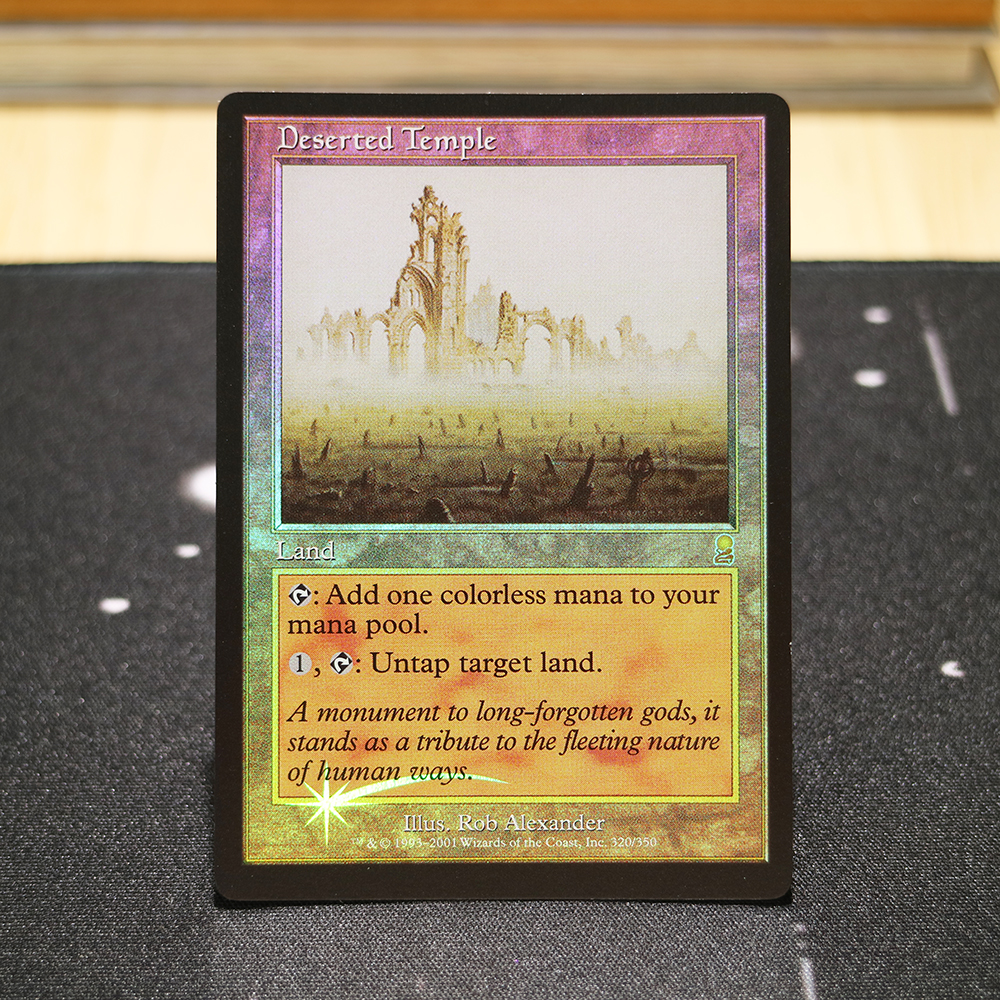 Deserted Temple
Land
: Add one colorless mana to your
mana pool.
1, : Untap target land.
A monument to long-forgotten gods, it
stands as a tribute to the fleeting nature
of human ways.
Illus. Rob Alexander
™ & © 1993–2001 Wizards of the Coast, Inc. 320/350